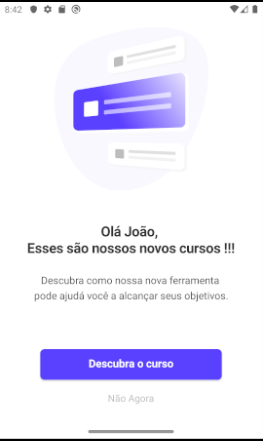 8:42
Olá João,
Esses são nossos novos cursos !!!
Descubra como nossa nova ferramenta
pode ajudá você a alcançar seus objetivos.
Descubra o curso
Não Agora